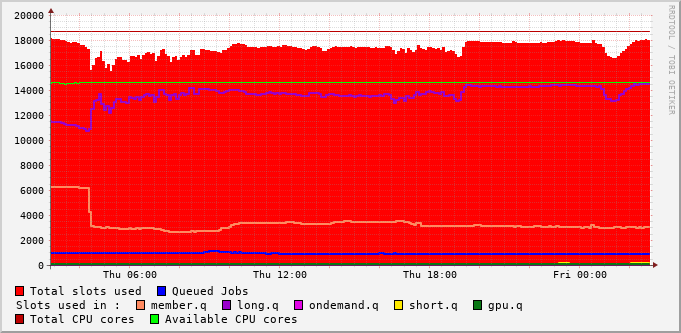 20000
18000
16000
14000
12000
10000
8000
6000
4000
2000
0
Thu 06:00 Thu 12:00 Thu 18:00 Fri 00:00
RRDTOOL / TOBI OETIKER
Total slots used Queued Jobs
Slots used in : member.q long.q ondemand.q short.q gpu.q
Total CPU cores Available CPU cores